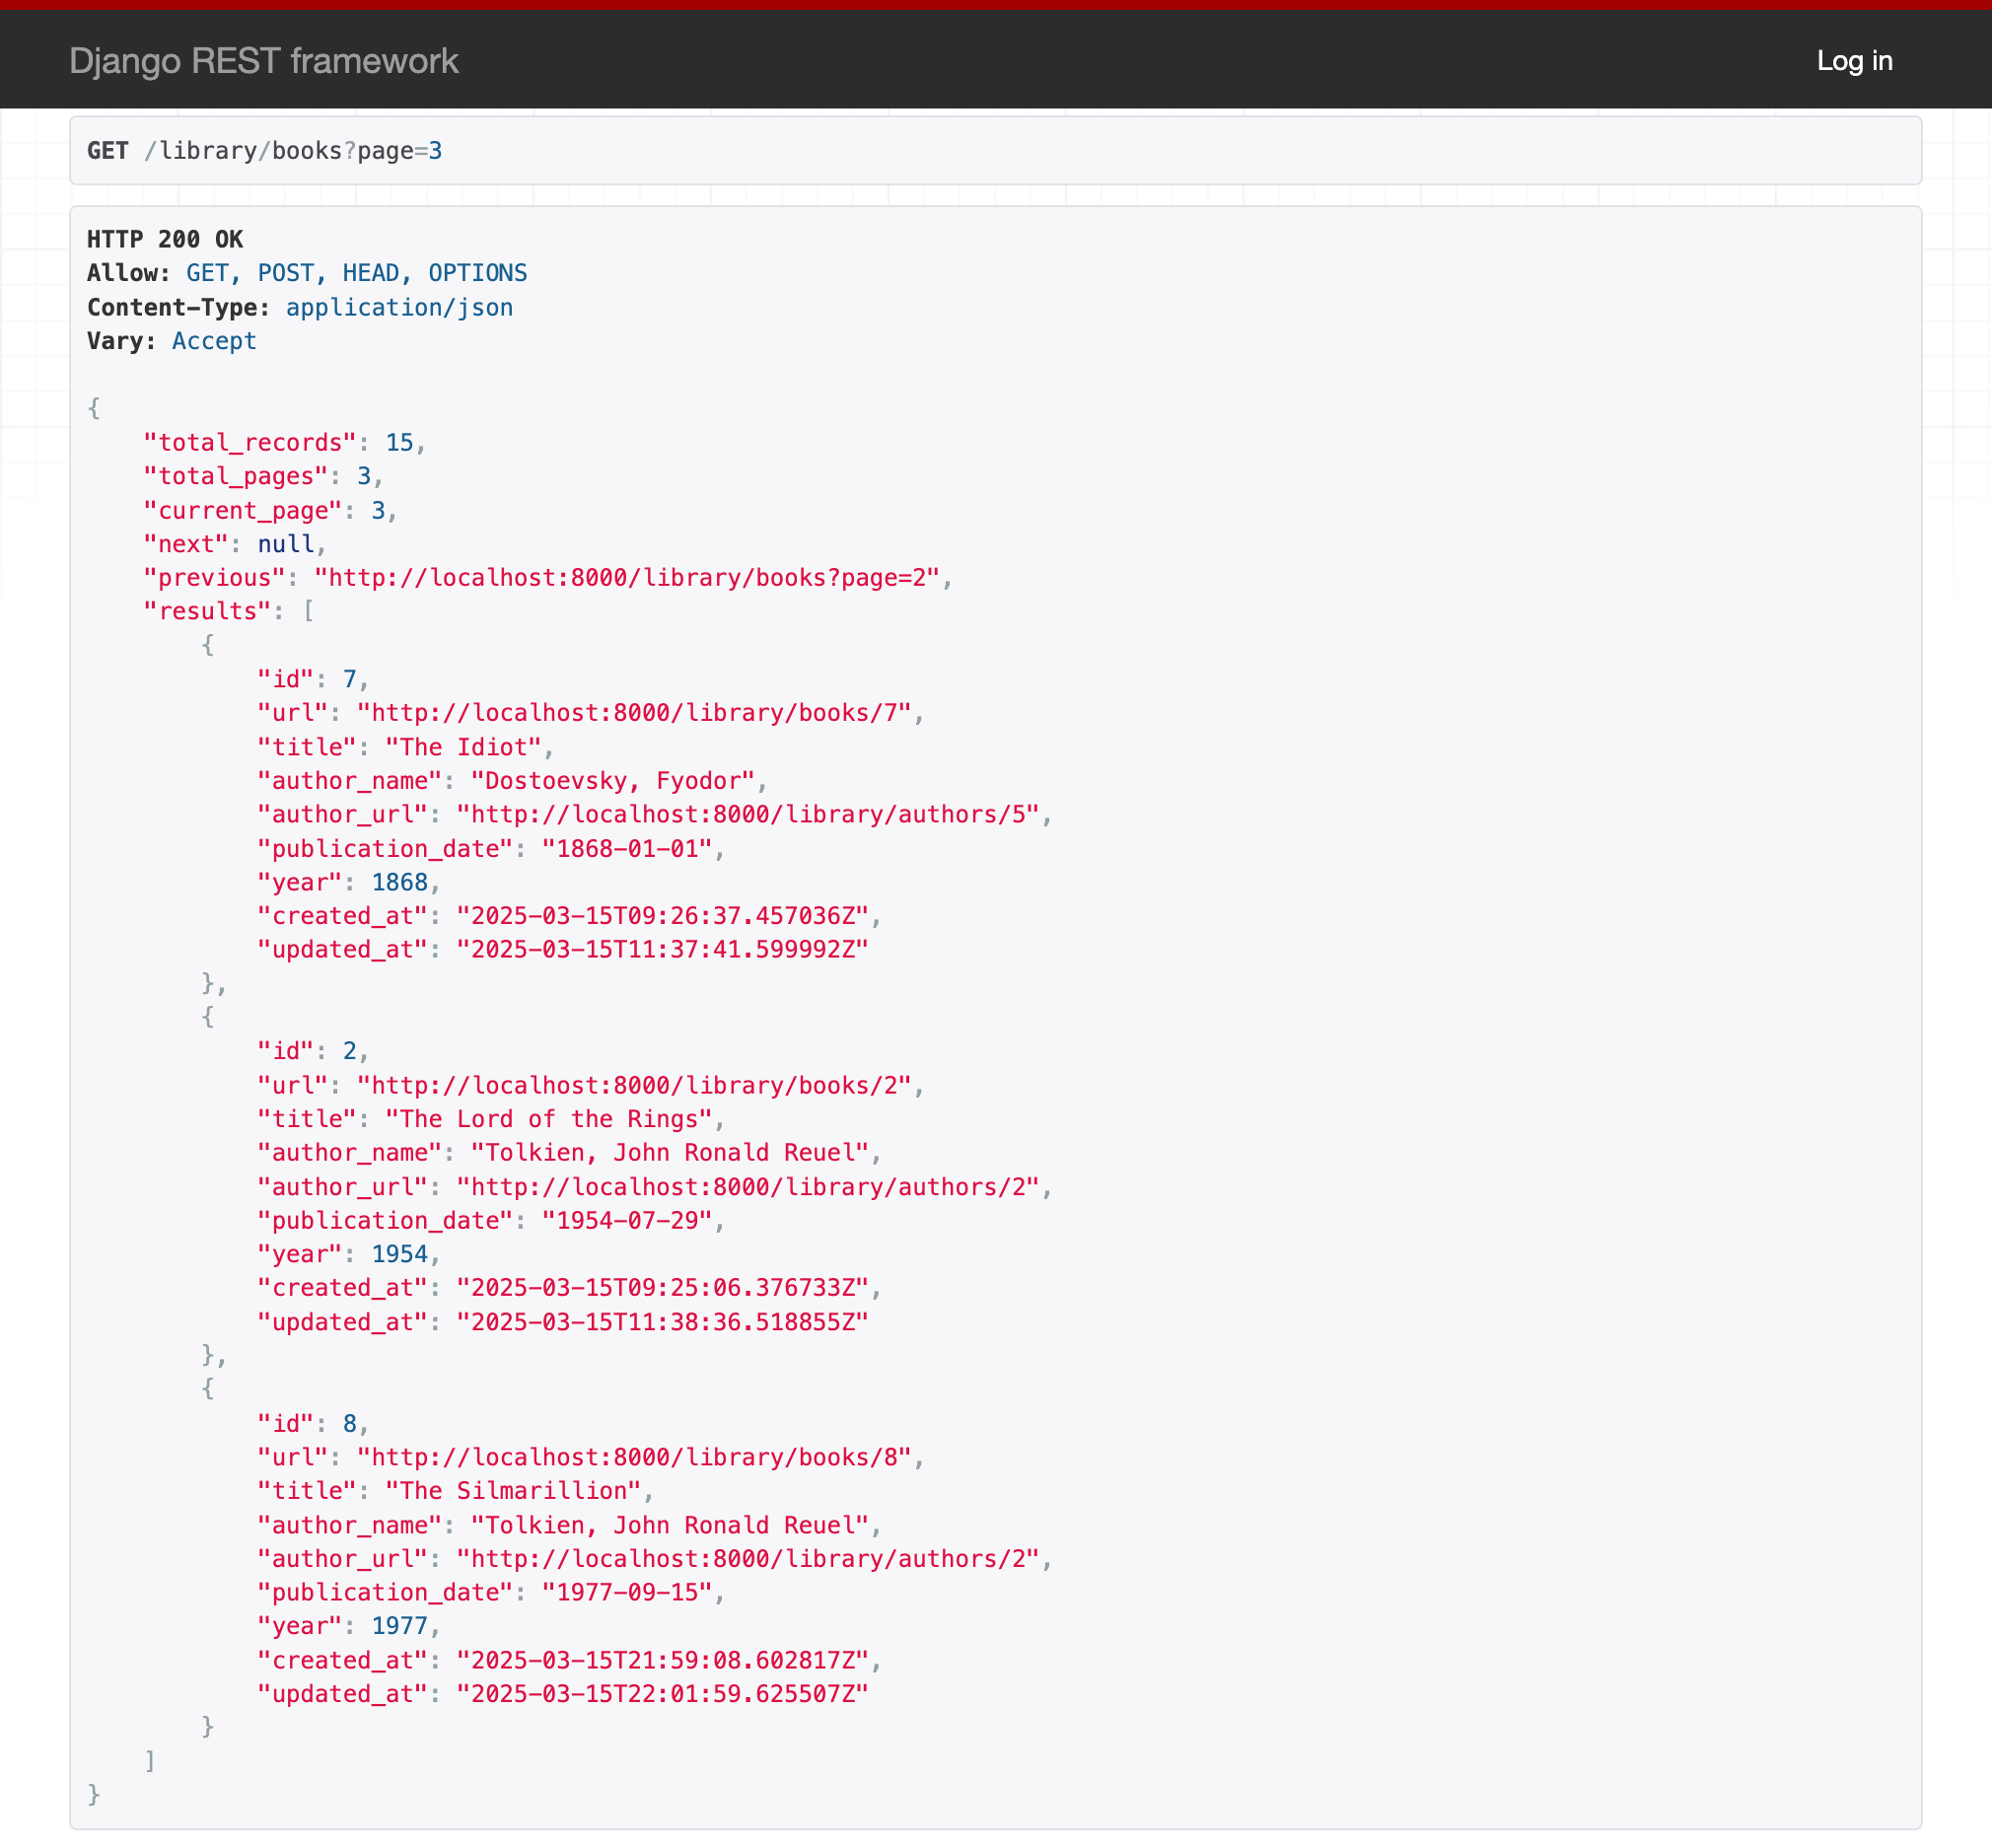 Django REST framework
Log in
GET /library/books?page=3
HTTP 200 OK
Allow: GET, POST, HEAD, OPTIONS
Content-Type: application/json
Vary: Accept
{
    "total_records": 15,
    "total_pages": 3,
    "current_page": 3,
    "next": null,
    "previous": "http://localhost:8000/library/books?page=2",
    "results": [
        {
            "id": 7,
            "url": "http://localhost:8000/library/books/7",
            "title": "The Idiot",
            "author_name": "Dostoevsky, Fyodor",
            "author_url": "http://localhost:8000/library/authors/5",
            "publication_date": "1868-01-01",
            "year": 1868,
            "created_at": "2025-03-15T09:26:37.457036Z",
            "updated_at": "2025-03-15T11:37:41.599992Z"
        },
        {
            "id": 2,
            "url": "http://localhost:8000/library/books/2",
            "title": "The Lord of the Rings",
            "author_name": "Tolkien, John Ronald Reuel",
            "author_url": "http://localhost:8000/library/authors/2",
            "publication_date": "1954-07-29",
            "year": 1954,
            "created_at": "2025-03-15T09:25:06.376733Z",
            "updated_at": "2025-03-15T11:38:36.518855Z"
        },
        {
            "id": 8,
            "url": "http://localhost:8000/library/books/8",
            "title": "The Silmarillion",
            "author_name": "Tolkien, John Ronald Reuel",
            "author_url": "http://localhost:8000/library/authors/2",
            "publication_date": "1977-09-15",
            "year": 1977,
            "created_at": "2025-03-15T21:59:08.602817Z",
            "updated_at": "2025-03-15T22:01:59.625507Z"
        }
    ]
}